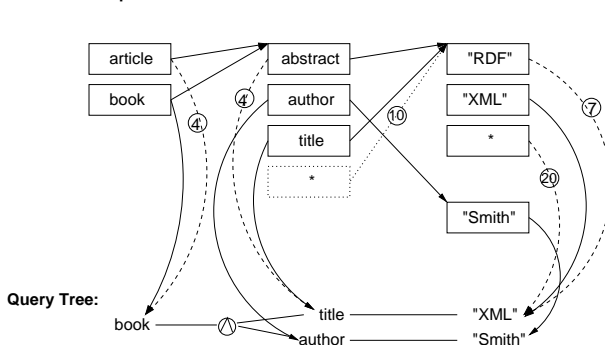 article abstract "RDF"
book author "XML"
4 4 10 7
title *
* 20
"Smith"
Query Tree:
title "XML"
book ∧
author "Smith"